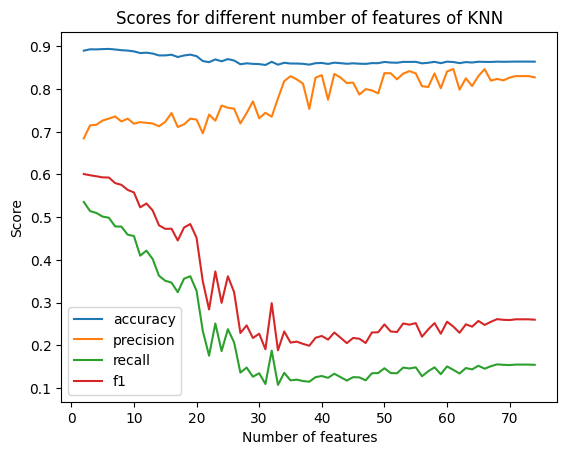 Scores for different number of features of KNN
Score
0.9
0.8
0.7
0.6
0.5
0.4
0.3
0.2
0.1
accuracy
precision
recall
f1
0 10 20 30 40 50 60 70
Number of features